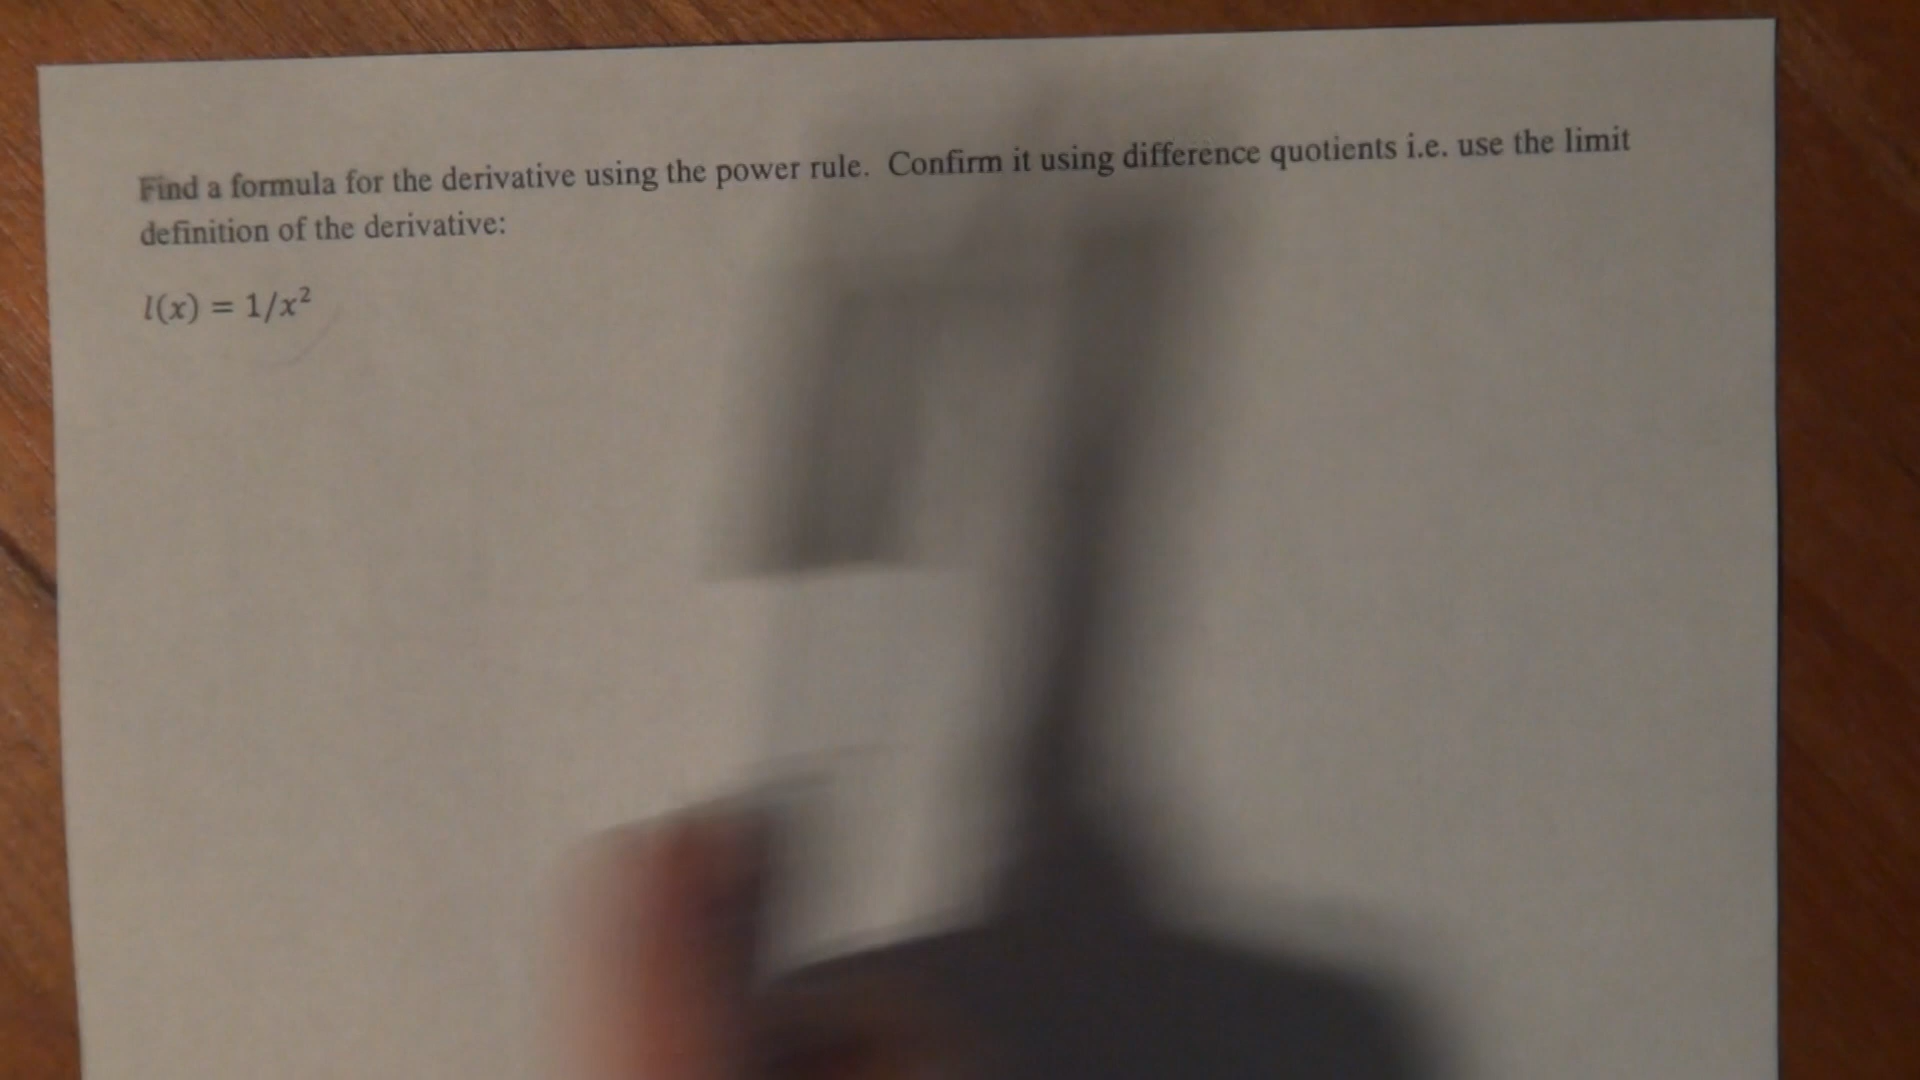 Find a formula for the derivative using the power rule. Confirm it using difference quotients i.e. use the limit
definition of the derivative:
l(x) = 1/x²